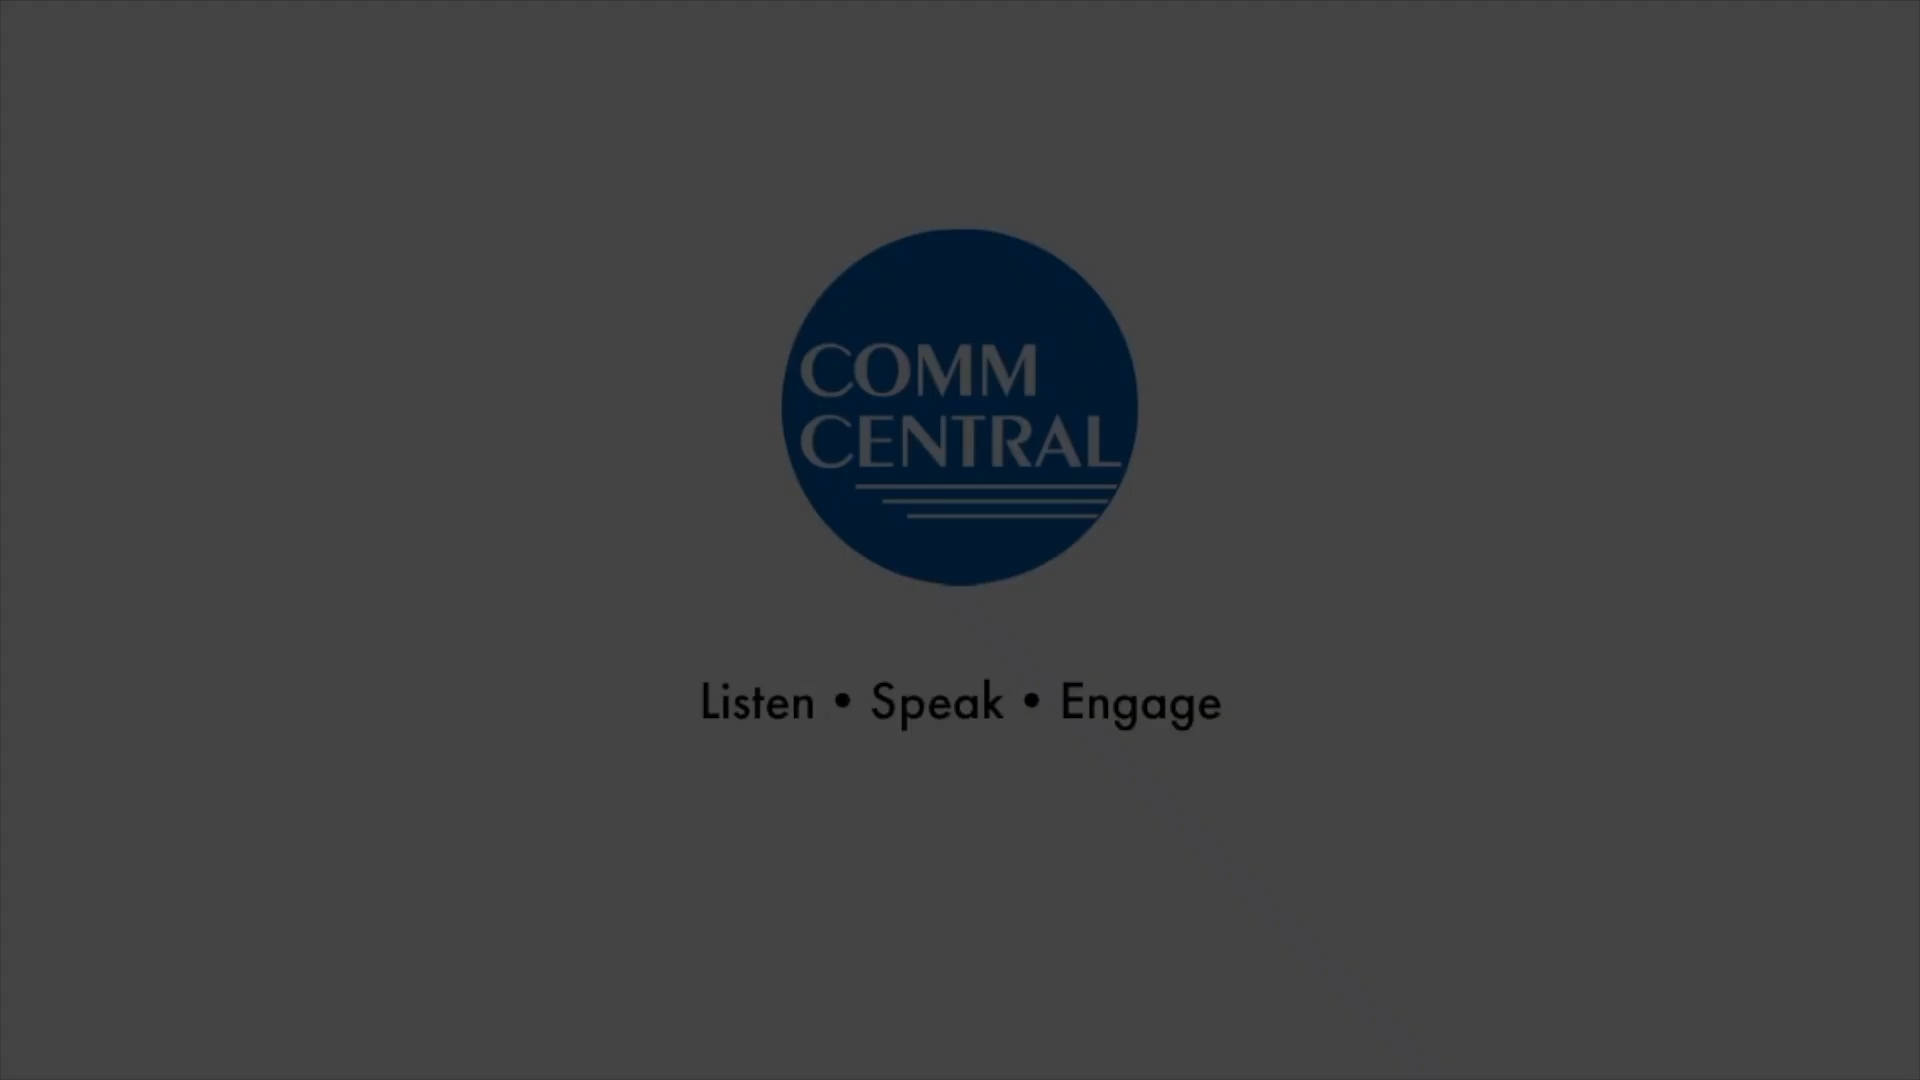 COMM
CENTRAL
Listen • Speak • Engage